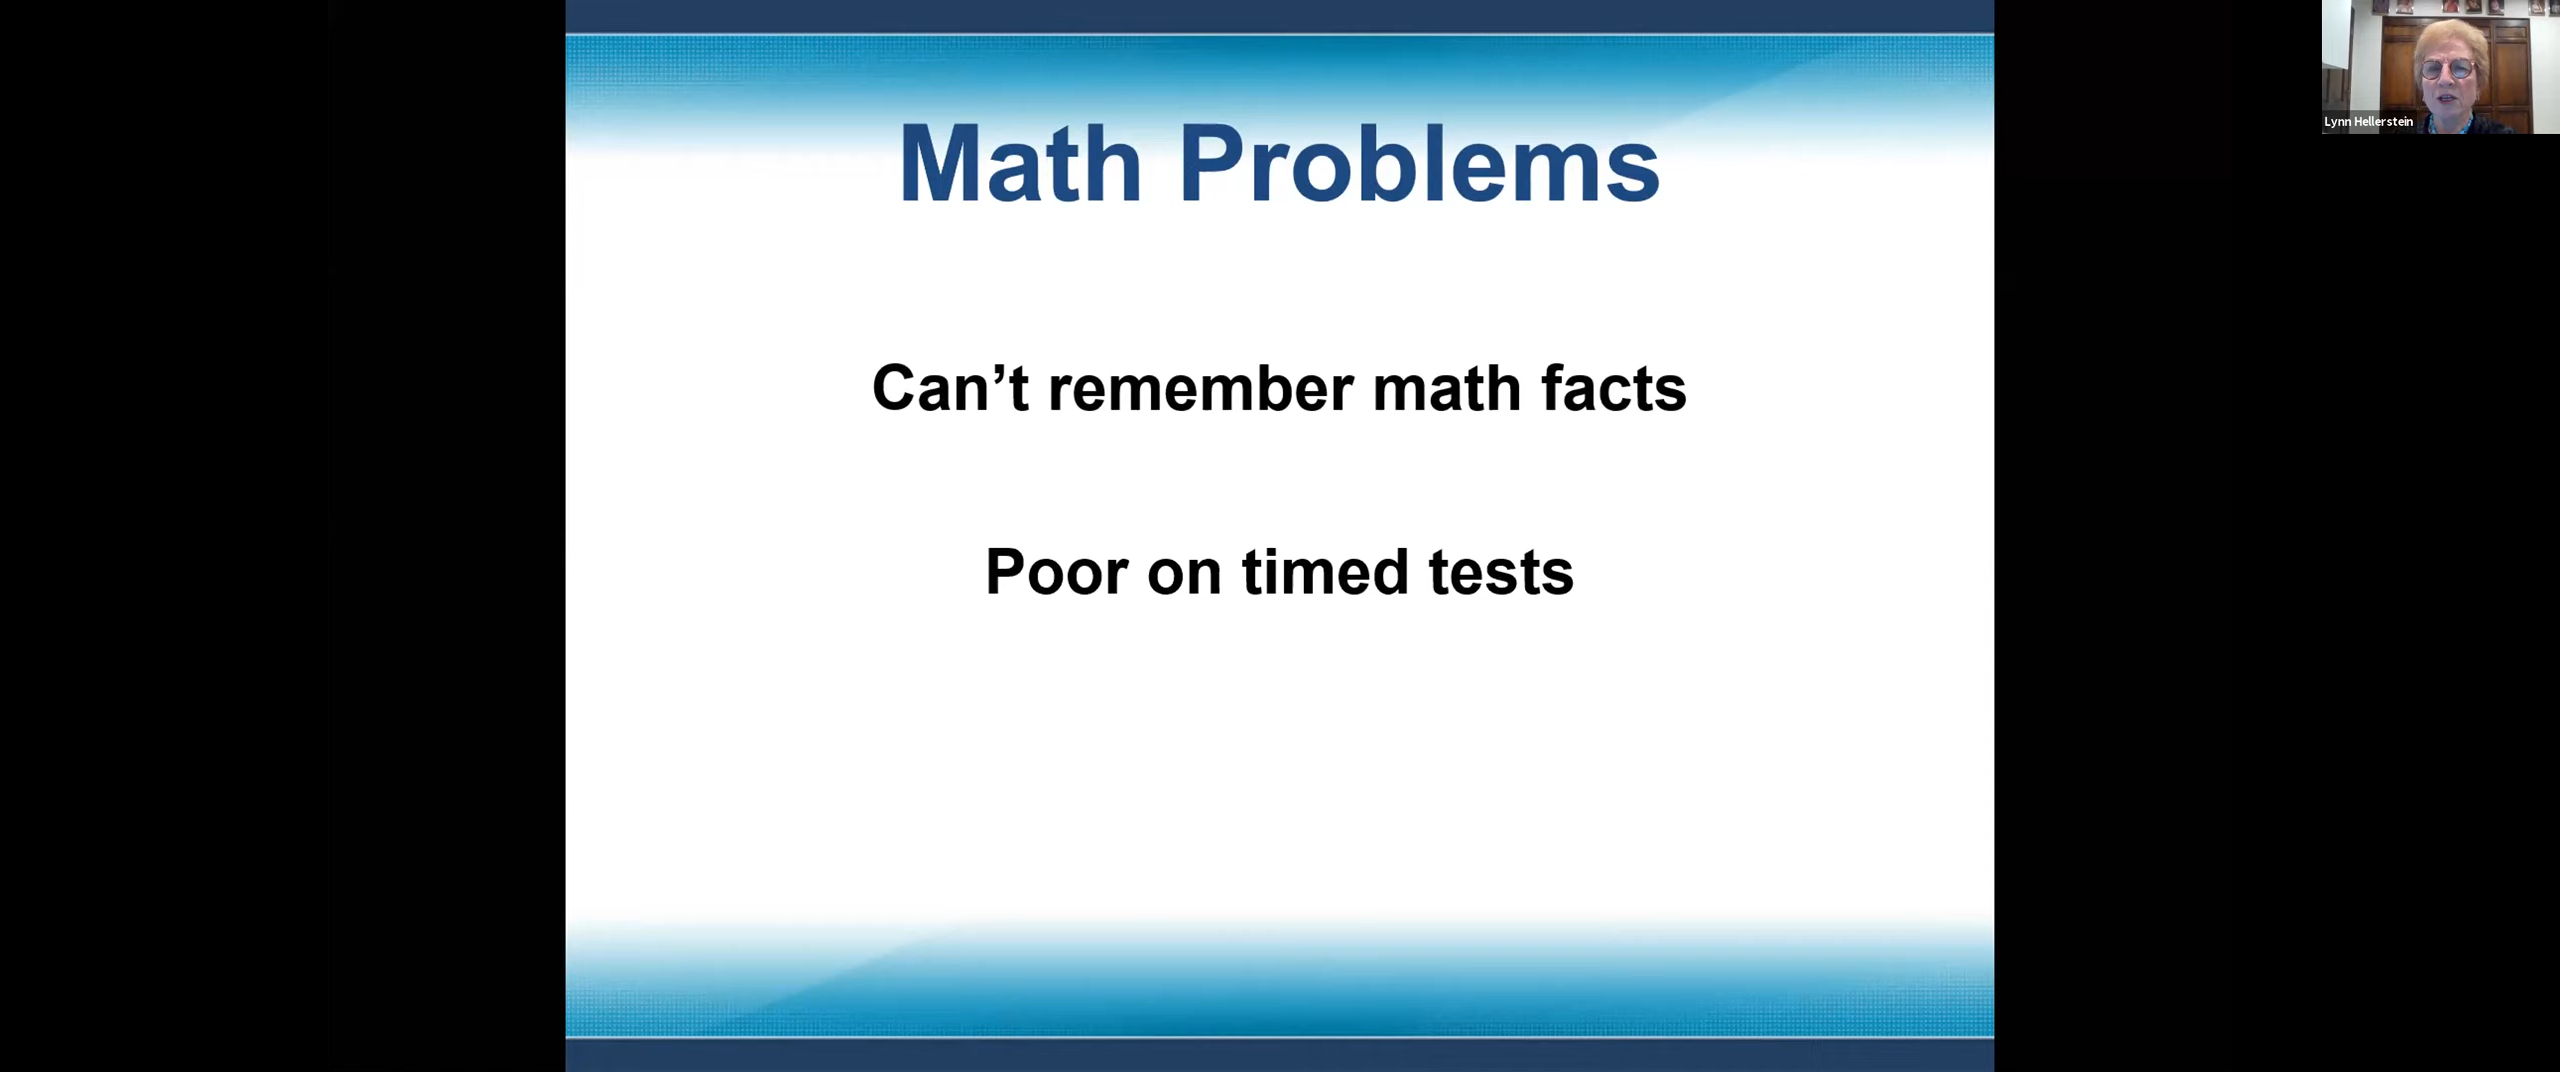 Math Problems
Can’t remember math facts
Poor on timed tests
Lynn Hellerstein